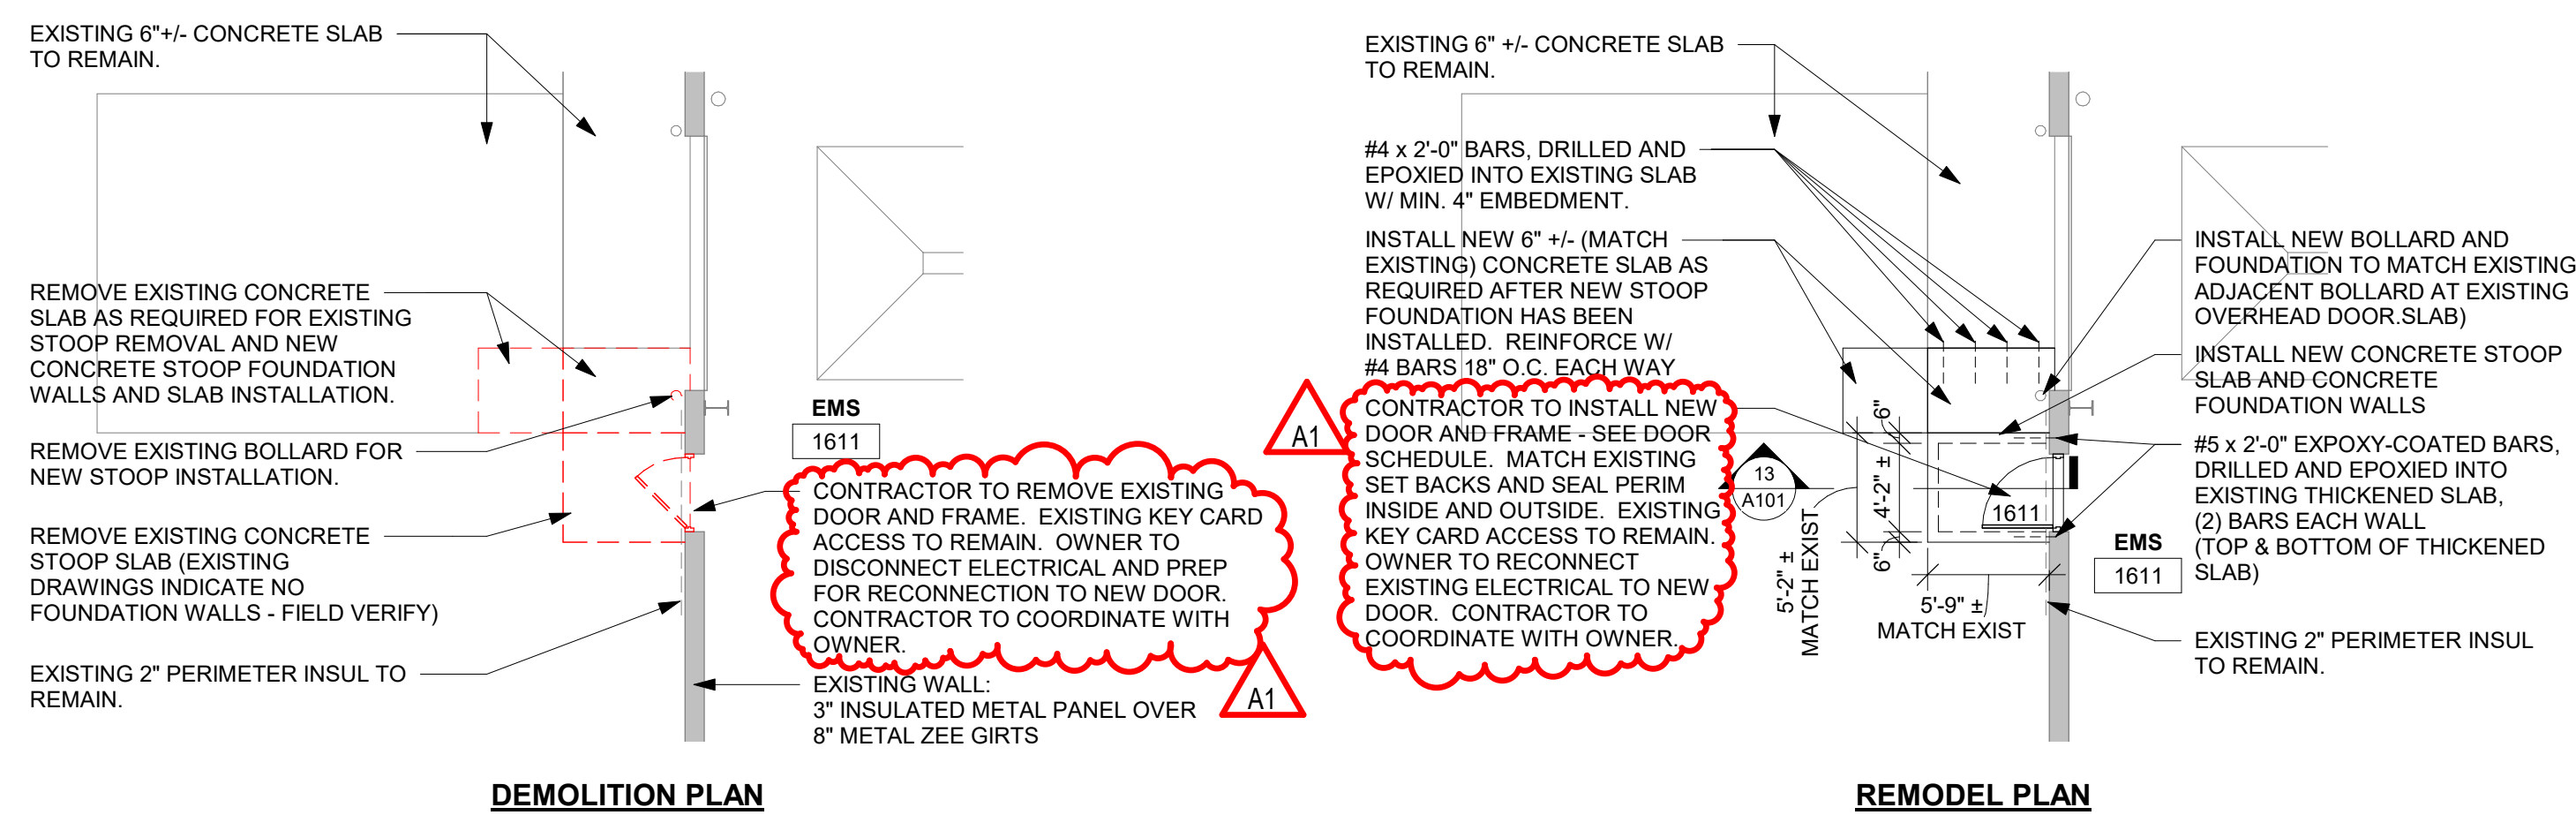 EXISTING 6"+/- CONCRETE SLAB
TO REMAIN.
REMOVE EXISTING CONCRETE
SLAB AS REQUIRED FOR EXISTING
STOOP REMOVAL AND NEW
CONCRETE STOOP FOUNDATION
WALLS AND SLAB INSTALLATION.
REMOVE EXISTING BOLLARD FOR
NEW STOOP INSTALLATION.
REMOVE EXISTING CONCRETE
STOOP SLAB (EXISTING
DRAWINGS INDICATE NO
FOUNDATION WALLS - FIELD VERIFY)
EXISTING 2" PERIMETER INSUL TO
REMAIN.
EMS
1611
CONTRACTOR TO REMOVE EXISTING
DOOR AND FRAME. EXISTING KEY CARD
ACCESS TO REMAIN. OWNER TO
DISCONNECT ELECTRICAL AND PREP
FOR RECONNECTION TO NEW DOOR.
CONTRACTOR TO COORDINATE WITH
OWNER.
A1
EXISTING WALL:
3" INSULATED METAL PANEL OVER
8" METAL ZEE GIRTS
DEMOLITION PLAN
EXISTING 6" +/- CONCRETE SLAB
TO REMAIN.
#4 x 2'-0" BARS, DRILLED AND
EPOXIED INTO EXISTING SLAB
W/ MIN. 4" EMBEDMENT.
INSTALL NEW 6" +/- (MATCH
EXISTING) CONCRETE SLAB AS
REQUIRED AFTER NEW STOOP
FOUNDATION HAS BEEN
INSTALLED. REINFORCE W/
#4 BARS 18" O.C. EACH WAY
A1
CONTRACTOR TO INSTALL NEW
DOOR AND FRAME - SEE DOOR
SCHEDULE. MATCH EXISTING
SET BACKS AND SEAL PERIM
INSIDE AND OUTSIDE. EXISTING
KEY CARD ACCESS TO REMAIN.
OWNER TO RECONNECT
EXISTING ELECTRICAL TO NEW
DOOR. CONTRACTOR TO
COORDINATE WITH OWNER.
13
A101
5'-2" ±
MATCH EXIST
6"
4'-2" ±
6"
1611
5'-9" ±
MATCH EXIST
INSTALL NEW BOLLARD AND
FOUNDATION TO MATCH EXISTING
ADJACENT BOLLARD AT EXISTING
OVERHEAD DOOR.SLAB)
INSTALL NEW CONCRETE STOOP
SLAB AND CONCRETE
FOUNDATION WALLS
#5 x 2'-0" EXPOXY-COATED BARS,
DRILLED AND EPOXIED INTO
EXISTING THICKENED SLAB,
(2) BARS EACH WALL
(TOP & BOTTOM OF THICKENED
SLAB)
EMS
1611
EXISTING 2" PERIMETER INSUL
TO REMAIN.
REMODEL PLAN